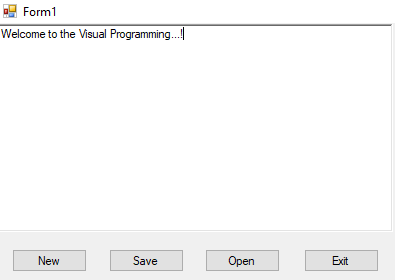 Form1
Welcome to the Visual Programming...!
New Save Open Exit